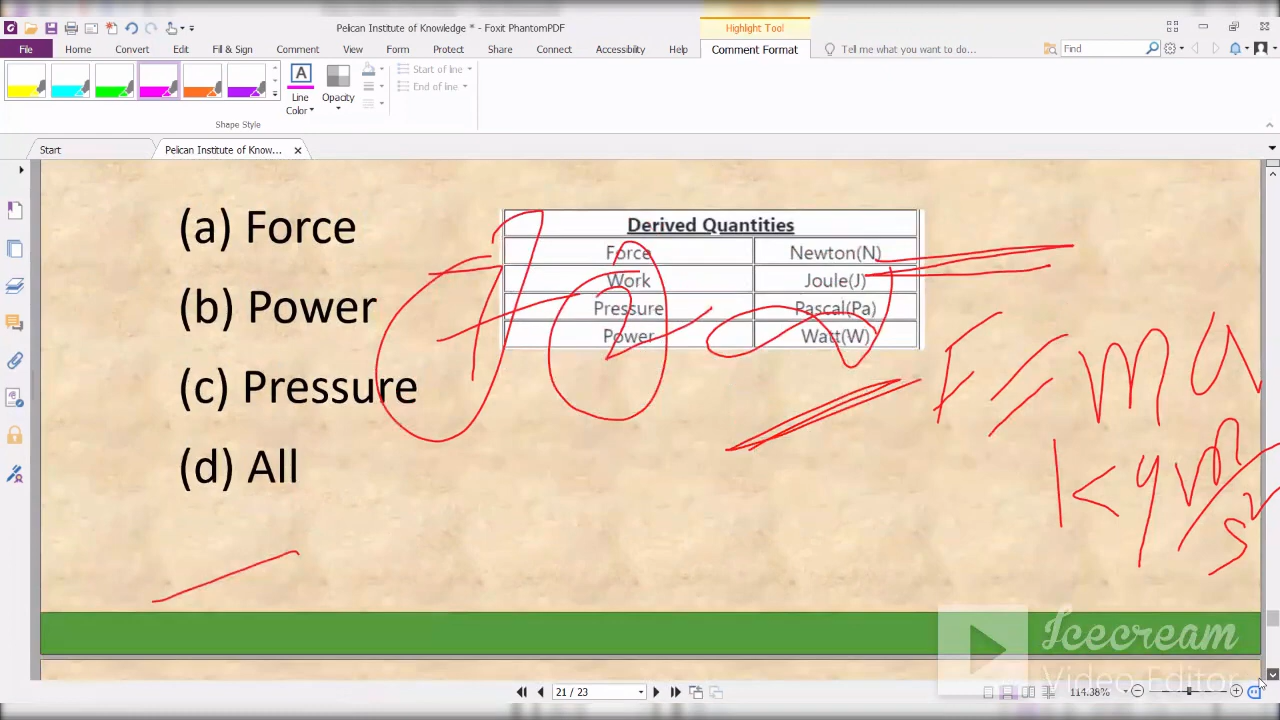 Pelican Institute of Knowledge * - Foxit PhantomPDF
Highlight Tool
File Home Convert Edit Fill & Sign Comment View Form Protect Share Connect Accessibility Help Comment Format Tell me what you want to do... Find
Start of line
End of line
Line Color Opacity
Shape Style
Start Pelican Institute of Know...
(a) Force
(b) Power
(c) Pressure
(d) All
Derived Quantities
Force Newton(N)
Work Joule(J)
Pressure Pascal(Pa)
Power Watt(W)
F = ma
kg m/s²
Icecream
Video Editor
21 / 23
114.38%